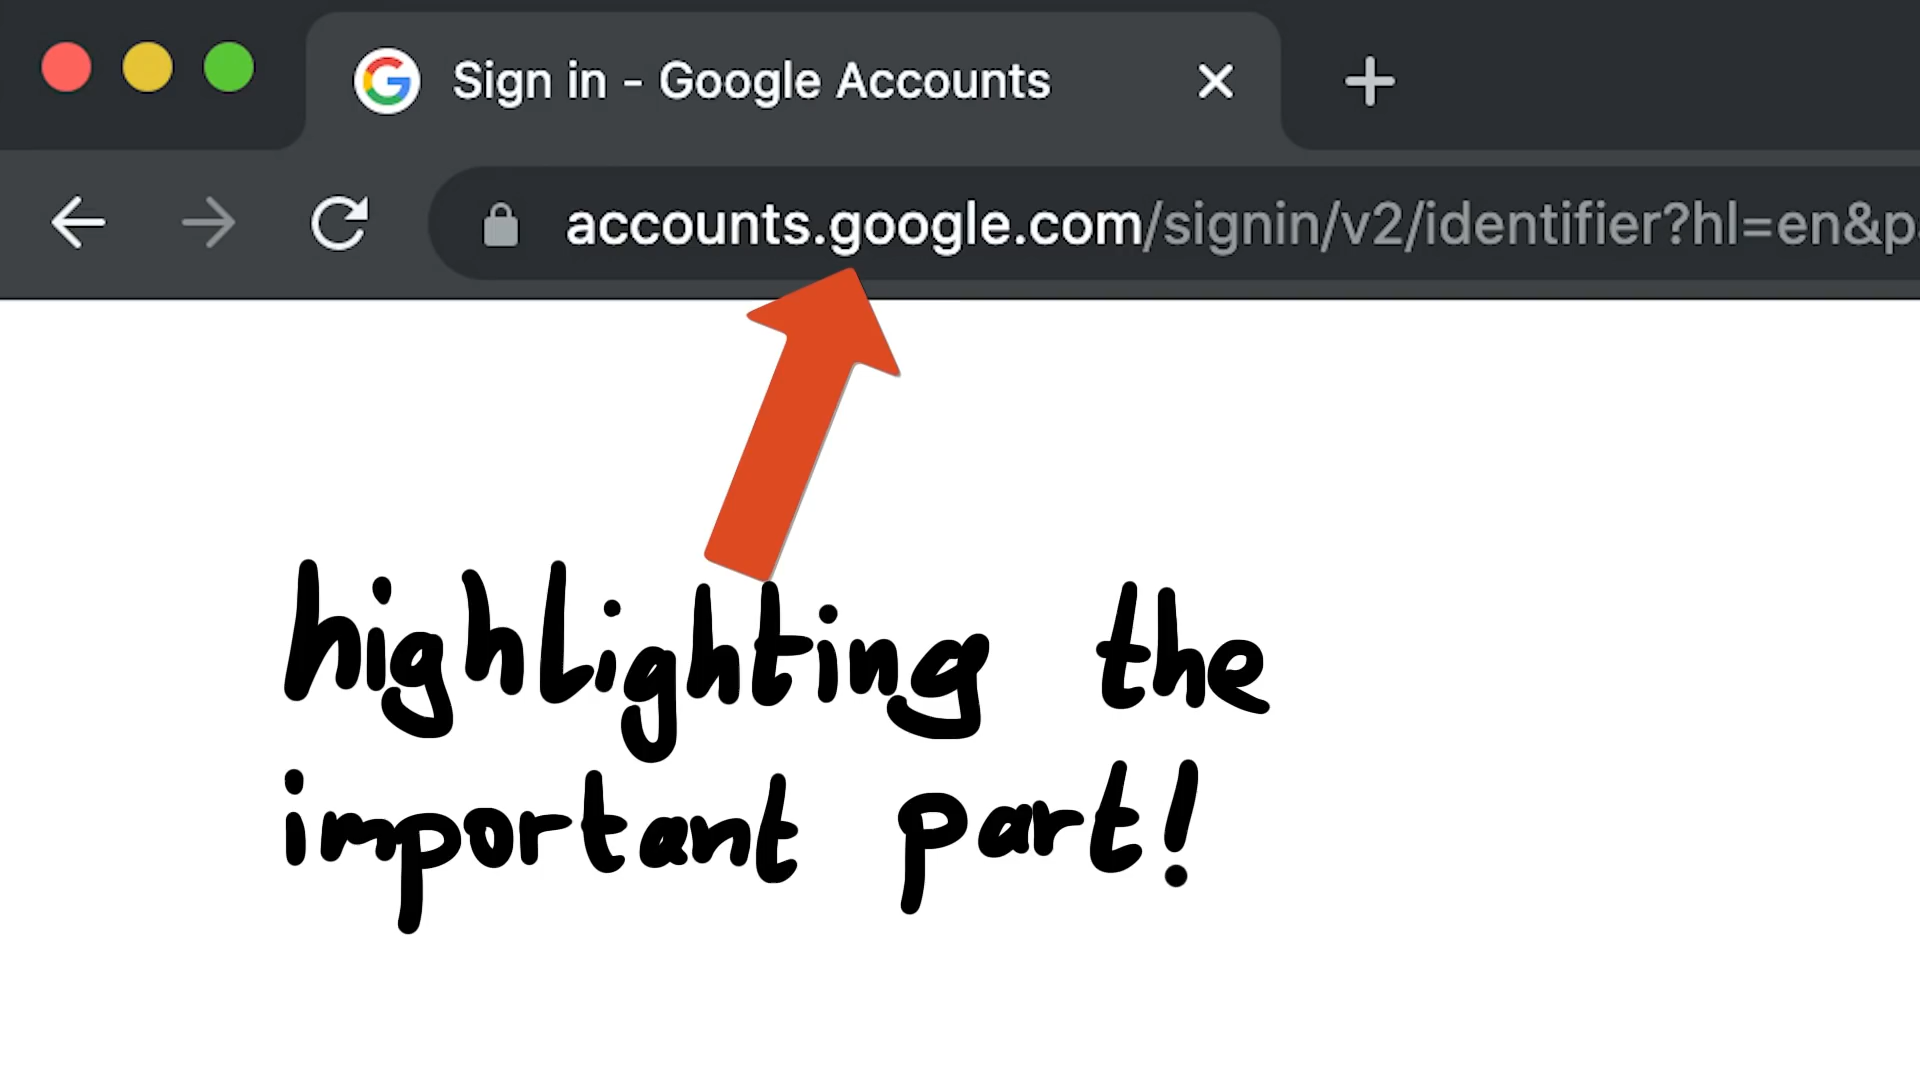 Sign in - Google Accounts
accounts.google.com/signin/v2/identifier?hl=en&p
highlighting the
important part!